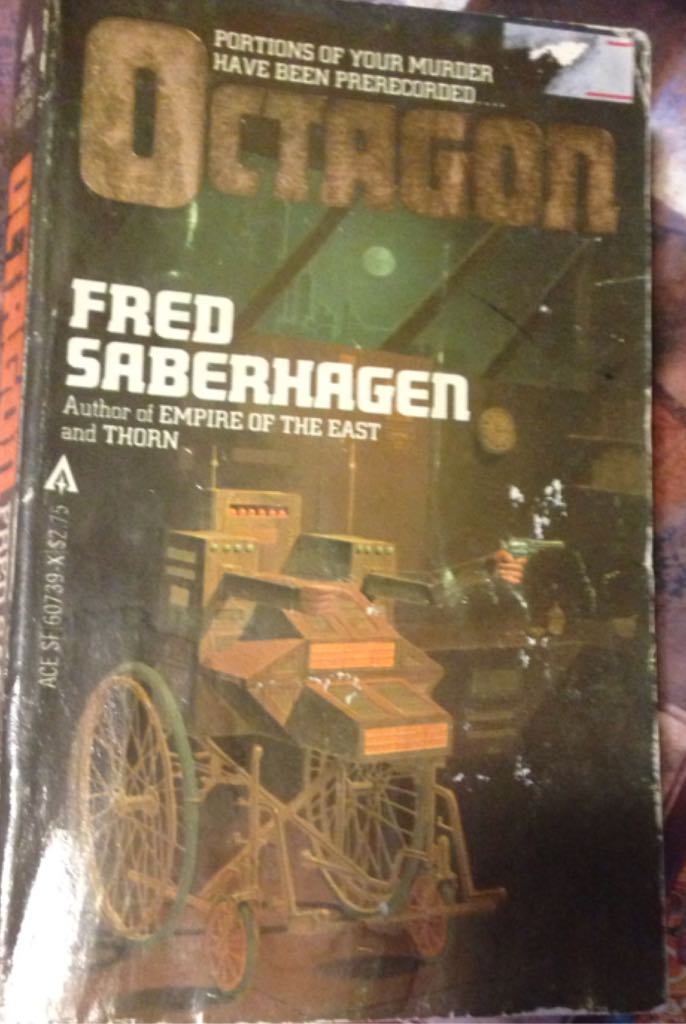 PORTIONS OF YOUR MURDER
HAVE BEEN PRERECORDED....
OCTAGON
FRED
SABERHAGEN
Author of EMPIRE OF THE EAST
and THORN
ACE SF 60739-X $2.75
OCTAGON